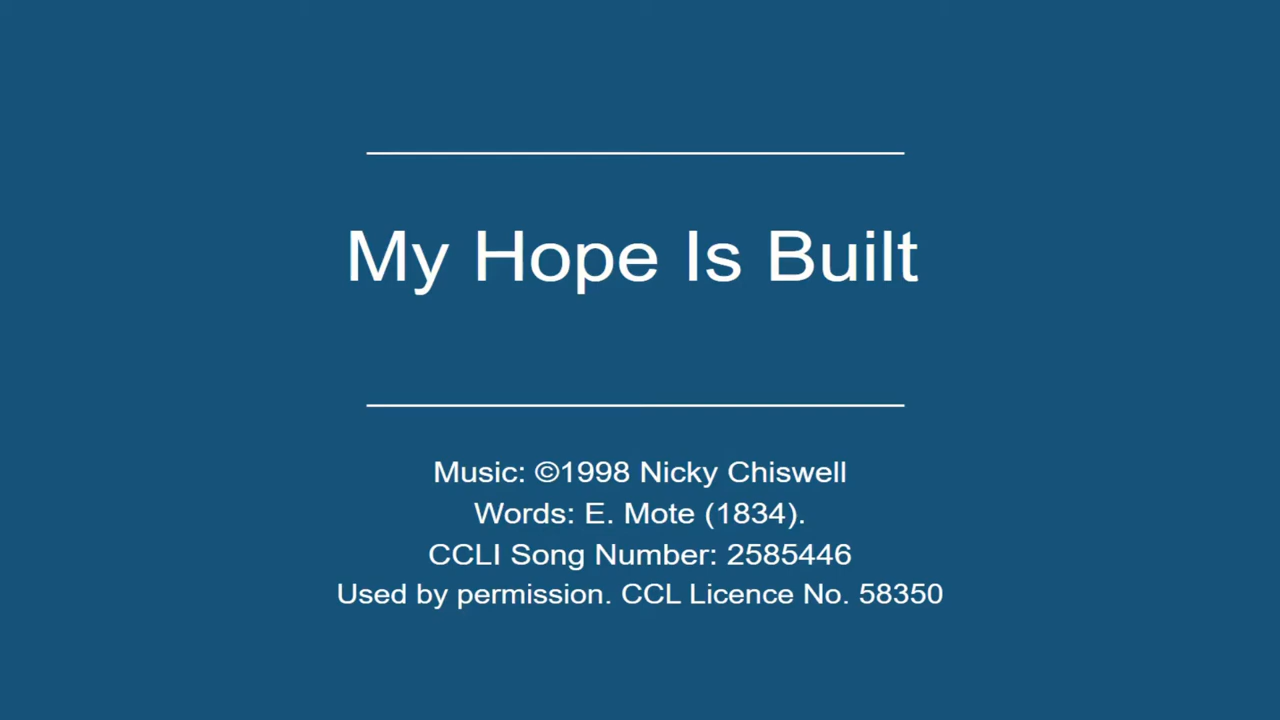 My Hope Is Built
Music: ©1998 Nicky Chiswell
Words: E. Mote (1834).
CCLI Song Number: 2585446
Used by permission. CCL Licence No. 58350